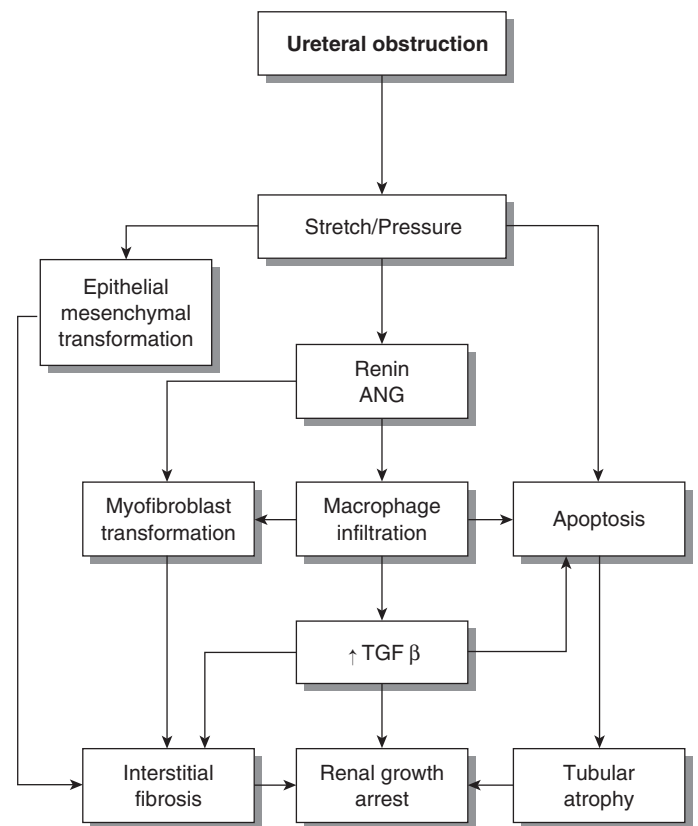 Ureteral obstruction
Stretch/Pressure
Epithelial
mesenchymal
transformation
Renin
ANG
Myofibroblast
transformation
Macrophage
infiltration
Apoptosis
↑ TGF β
Interstitial
fibrosis
Renal growth
arrest
Tubular
atrophy